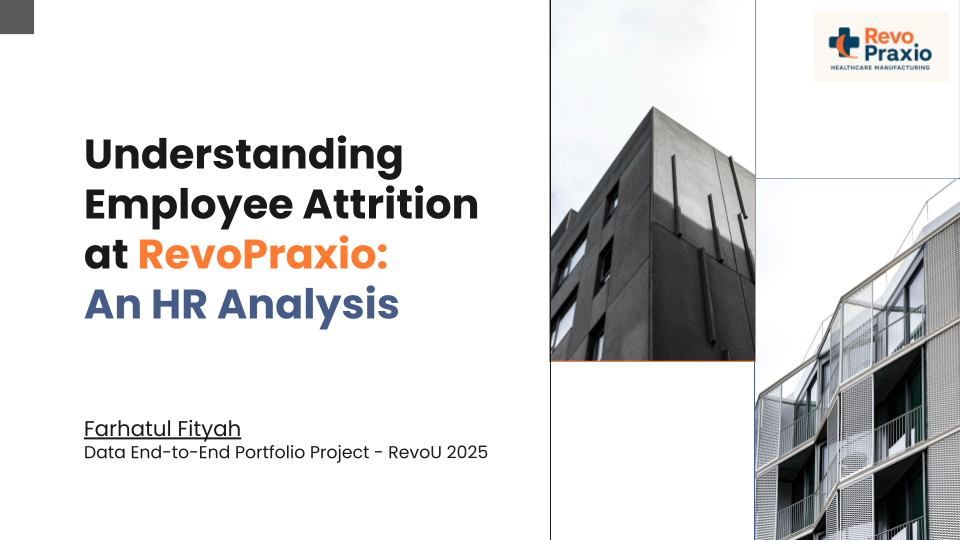 Revo
Praxio
HEALTHCARE MANUFACTURING
Understanding
Employee Attrition
at RevoPraxio:
An HR Analysis
Farhatul Fityah
Data End-to-End Portfolio Project - RevoU 2025